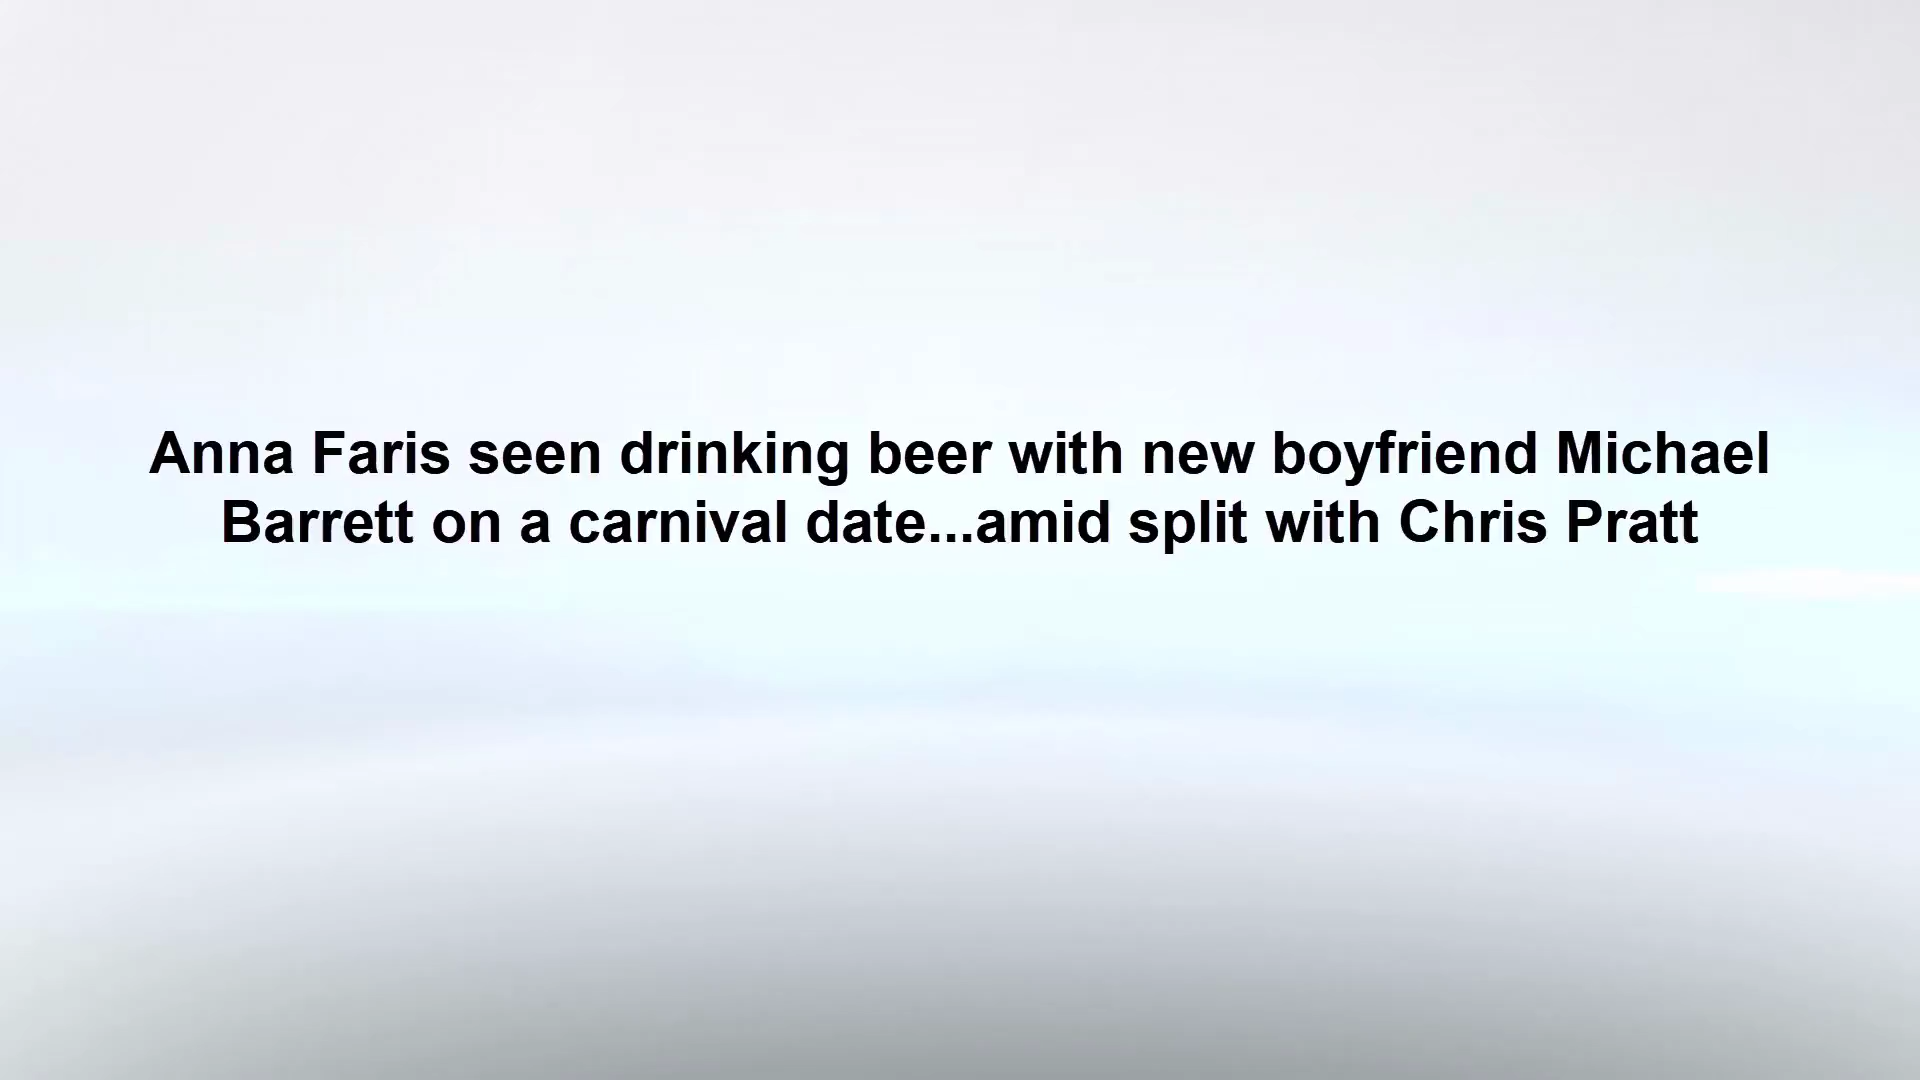 Anna Faris seen drinking beer with new boyfriend Michael
Barrett on a carnival date...amid split with Chris Pratt